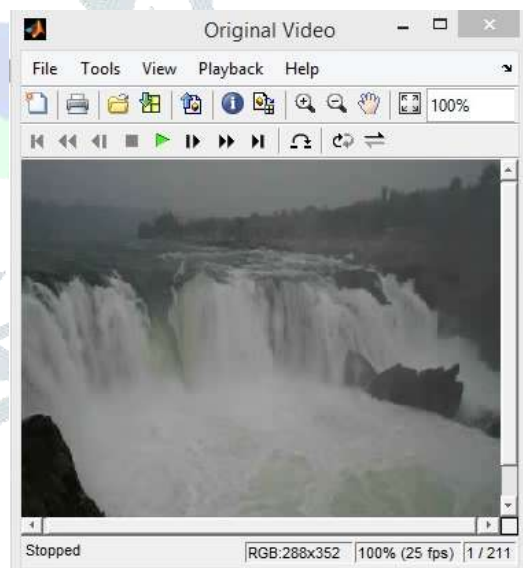 Original Video
File Tools View Playback Help
100%
Stopped RGB:288x352 100% (25 fps) 1 / 211